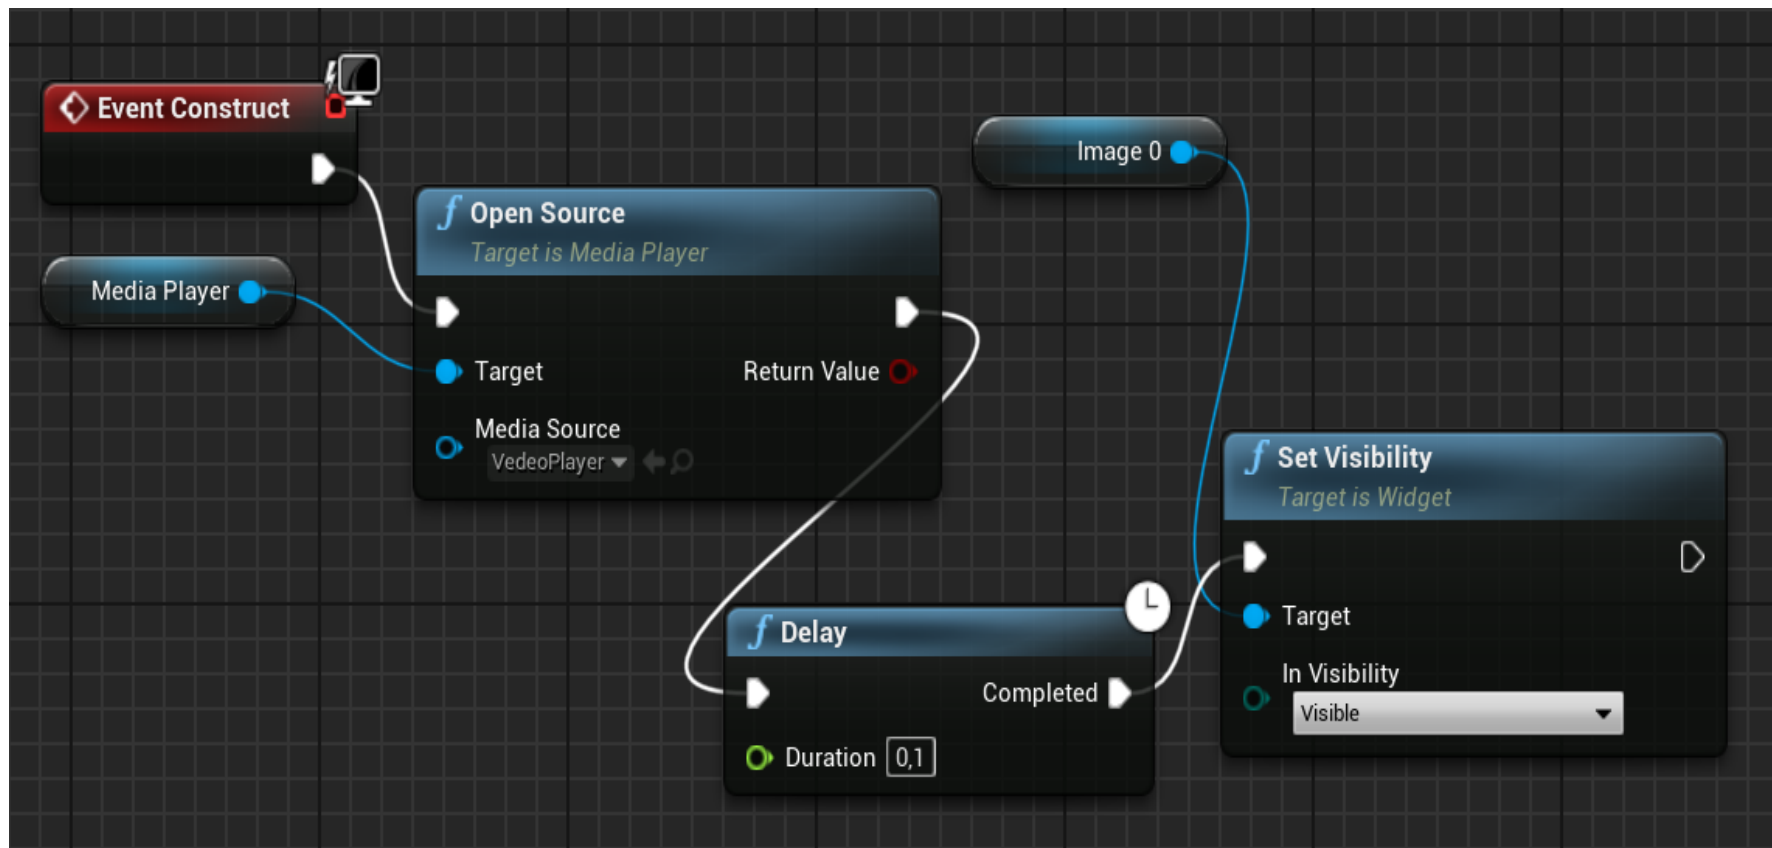 Event Construct
Image 0
Media Player
f Open Source
Target is Media Player
Target
Return Value
Media Source
VedeoPlayer
f Set Visibility
Target is Widget
Target
In Visibility
Visible
f Delay
Completed
Duration 0,1